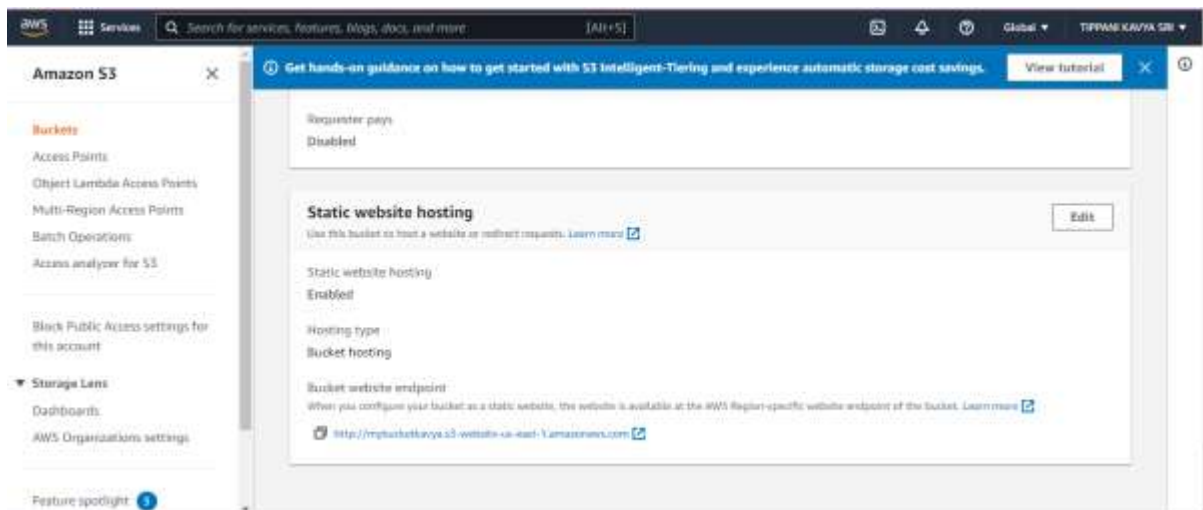 aws
Services
Search for services, features, blogs, docs, and more
[Alt+S]
Global
TIPPANI KAVYA SRI
Amazon S3
Get hands-on guidance on how to get started with S3 Intelligent-Tiering and experience automatic storage cost savings.
View tutorial
Buckets
Access Points
Object Lambda Access Points
Multi-Region Access Points
Batch Operations
Access analyzer for S3
Block Public Access settings for
this account
Storage Lens
Dashboards
AWS Organizations settings
Feature spotlight 3
Requester pays
Disabled
Static website hosting
Edit
Use this bucket to host a website or redirect requests. Learn more
Static website hosting
Enabled
Hosting type
Bucket hosting
Bucket website endpoint
When you configure your bucket as a static website, the website is available at the AWS Region-specific website endpoint of the bucket. Learn more
http://mybucketkavya.s3-website-us-east-1.amazonaws.com